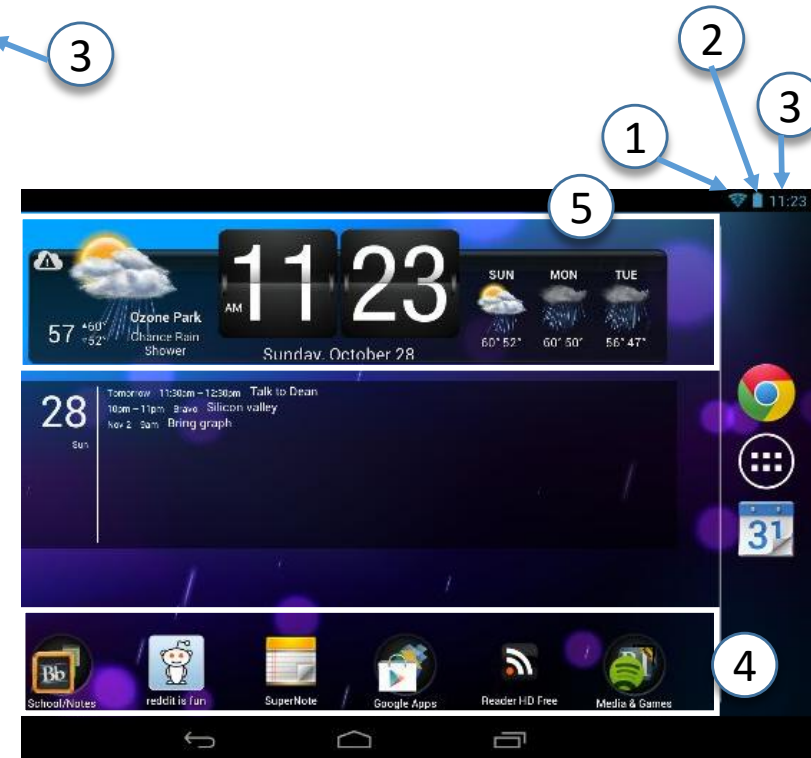 3
2
3
1
5
11:23
AM 11 23
SUN MON TUE
Ozone Park
57 60° 52°
Chance Rain
Shower
60° 52° 60° 50° 56° 47°
Sunday, October 28
28
Sun
Tomorrow 11:30am – 12:30pm Talk to Dean
10pm – 11pm Bravo Silicon valley
Nov 2 9am Bring graph
31
Bb
4
School/Notes reddit is fun SuperNote Google Apps Reader HD Free Media & Games